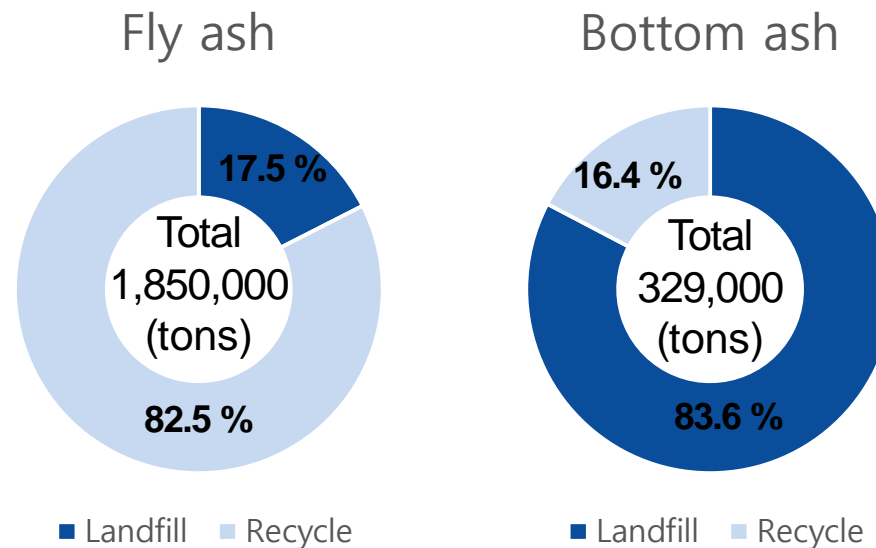 Fly ash
17.5 %
Total
1,850,000
(tons)
82.5 %
Landfill Recycle
Bottom ash
16.4 %
Total
329,000
(tons)
83.6 %
Landfill Recycle